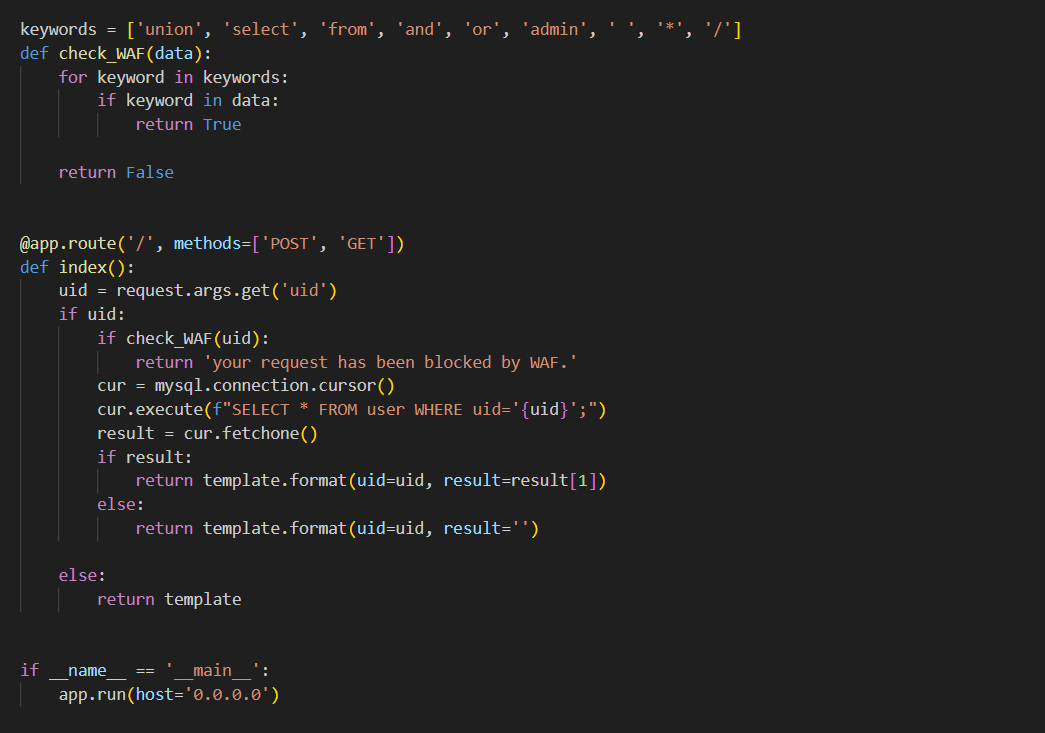 keywords = ['union', 'select', 'from', 'and', 'or', 'admin', ' ', '*', '/']
def check_WAF(data):
    for keyword in keywords:
        if keyword in data:
            return True

    return False


@app.route('/', methods=['POST', 'GET'])
def index():
    uid = request.args.get('uid')
    if uid:
        if check_WAF(uid):
            return 'your request has been blocked by WAF.'
        cur = mysql.connection.cursor()
        cur.execute(f"SELECT * FROM user WHERE uid='{uid}';")
        result = cur.fetchone()
        if result:
            return template.format(uid=uid, result=result[1])
        else:
            return template.format(uid=uid, result='')

    else:
        return template


if __name__ == '__main__':
    app.run(host='0.0.0.0')